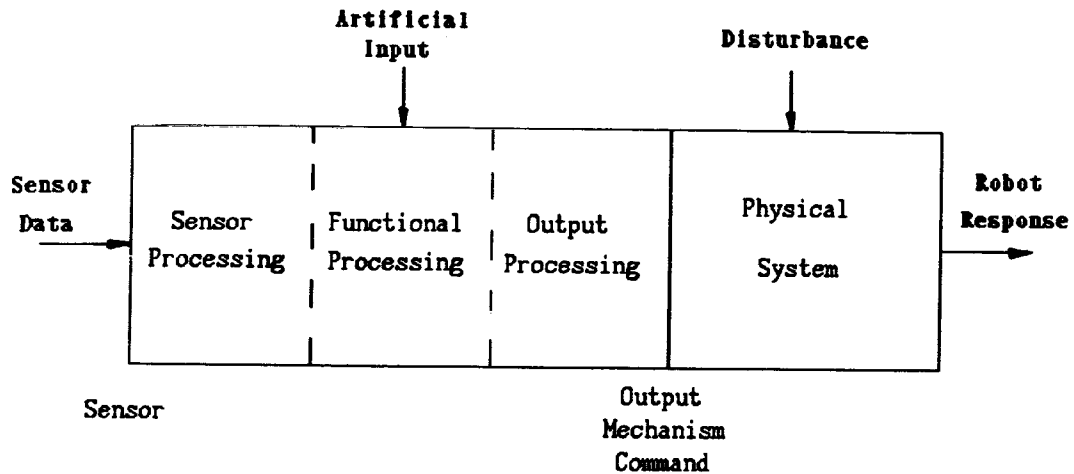 Artificial
Input
Disturbance
Sensor
Data
Sensor
Processing
Functional
Processing
Output
Processing
Physical
System
Robot
Response
Sensor
Output
Mechanism
Command